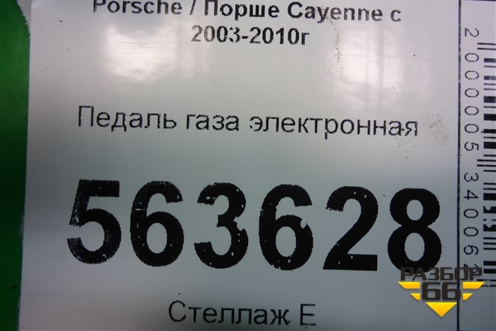 Porsche / Порше Cayenne с
2003-2010г
Педаль газа электронная
563628
Стеллаж Е
2000005340062
РАЗБОР
66